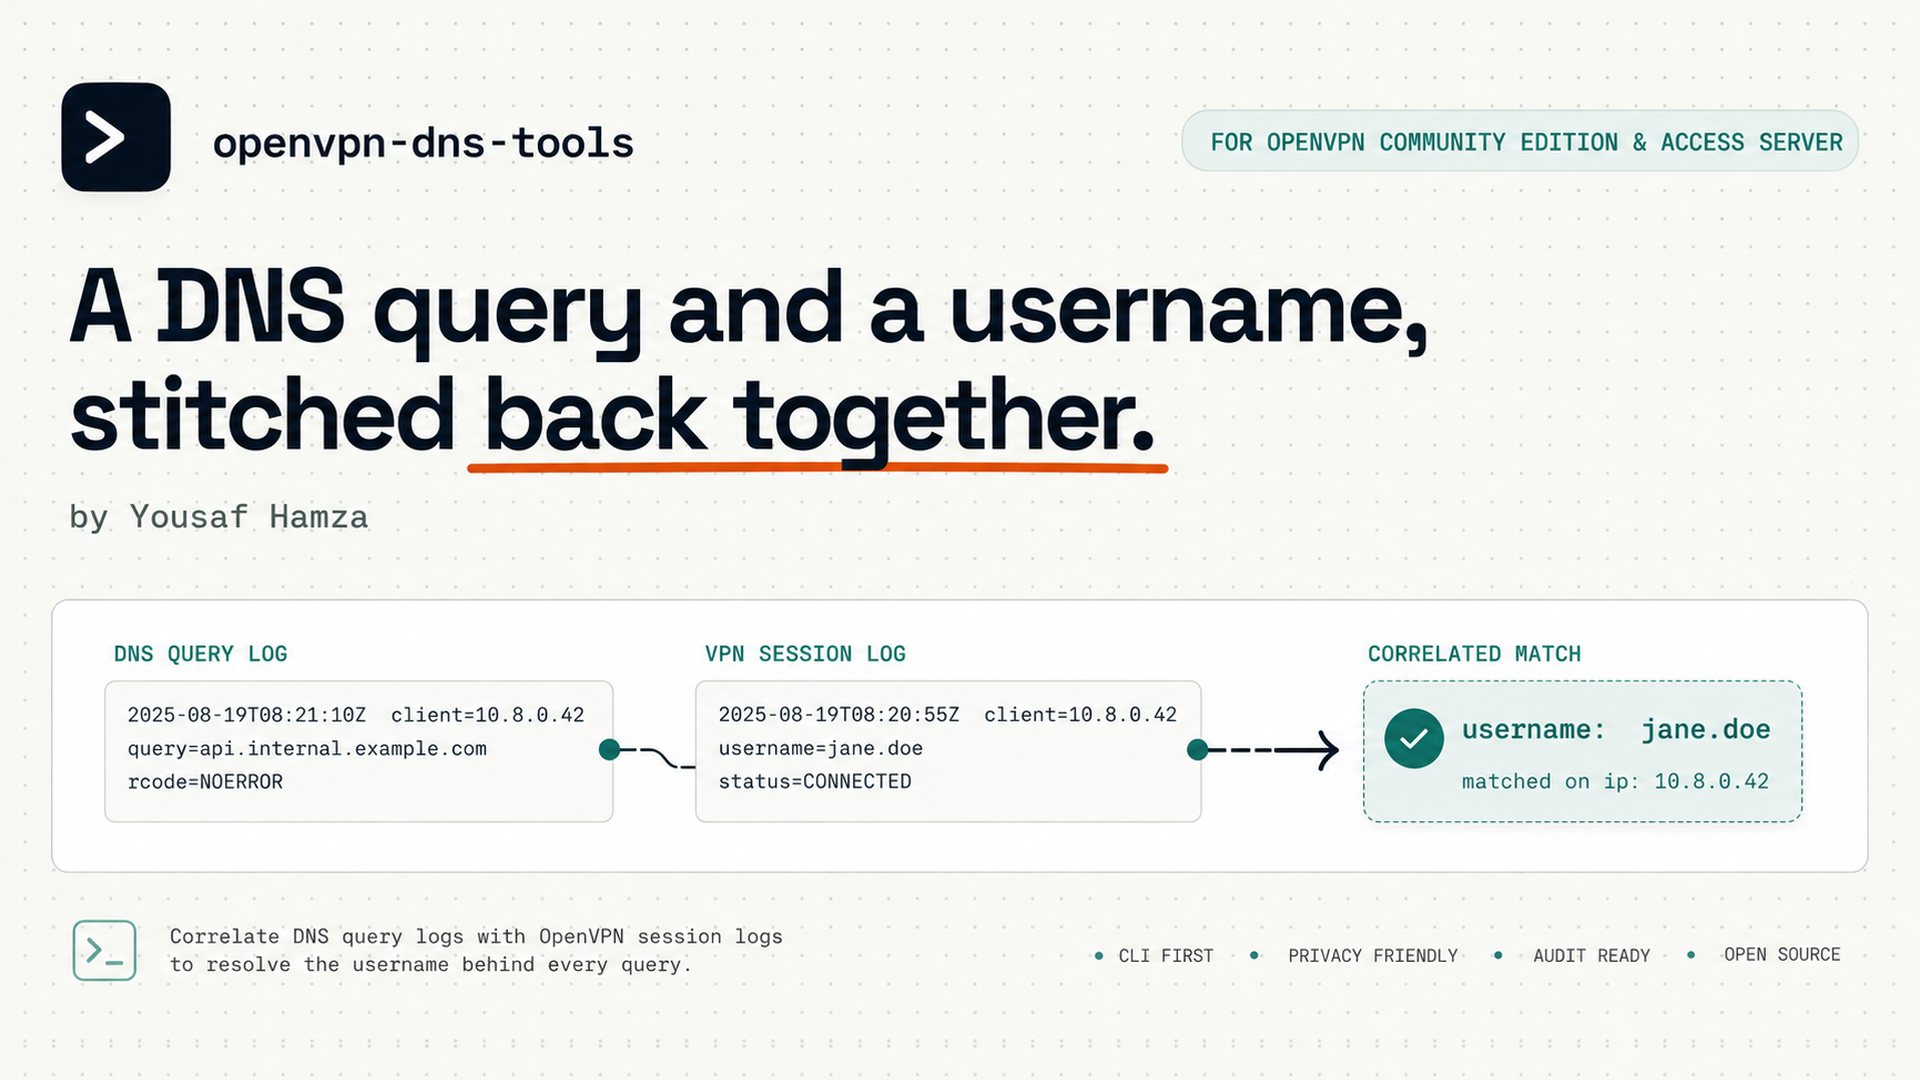 openvpn-dns-tools
FOR OPENVPN COMMUNITY EDITION & ACCESS SERVER
A DNS query and a username,
stitched back together.
by Yousaf Hamza
DNS QUERY LOG
2025-08-19T08:21:10Z client=10.8.0.42
query=api.internal.example.com
rcode=NOERROR
VPN SESSION LOG
2025-08-19T08:20:55Z client=10.8.0.42
username=jane.doe
status=CONNECTED
CORRELATED MATCH
username: jane.doe
matched on ip: 10.8.0.42
Correlate DNS query logs with OpenVPN session logs
to resolve the username behind every query.
• CLI FIRST • PRIVACY FRIENDLY • AUDIT READY • OPEN SOURCE